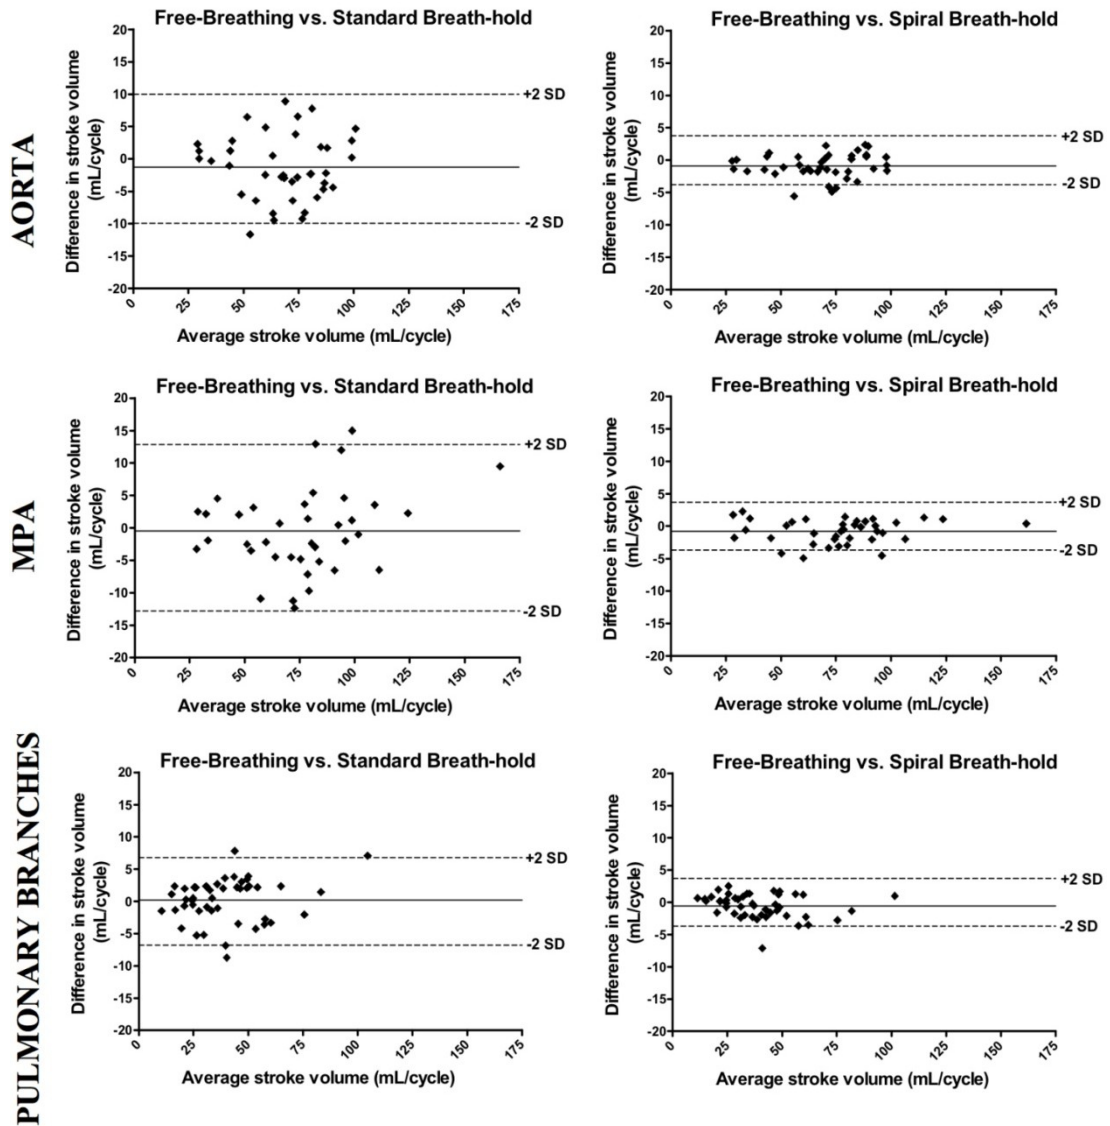 AORTA
Free-Breathing vs. Standard Breath-hold
Difference in stroke volume
(mL/cycle)
20
15
10
5
0
-5
-10
-15
-20
+2 SD
-2 SD
0
25
50
75
100
125
150
175
Average stroke volume (mL/cycle)
Free-Breathing vs. Spiral Breath-hold
Difference in stroke volume
(mL/cycle)
20
15
10
5
0
-5
-10
-15
-20
+2 SD
-2 SD
0
25
50
75
100
125
150
175
Average stroke volume (mL/cycle)
MPA
Free-Breathing vs. Standard Breath-hold
Difference in stroke volume
(mL/cycle)
20
15
10
5
0
-5
-10
-15
-20
+2 SD
-2 SD
0
25
50
75
100
125
150
175
Average stroke volume (mL/cycle)
Free-Breathing vs. Spiral Breath-hold
Difference in stroke volume
(mL/cycle)
20
15
10
5
0
-5
-10
-15
-20
+2 SD
-2 SD
0
25
50
75
100
125
150
175
Average stroke volume (mL/cycle)
PULMONARY BRANCHES
Free-Breathing vs. Standard Breath-hold
Difference in stroke volume
(mL/cycle)
20
15
10
5
0
-5
-10
-15
-20
+2 SD
-2 SD
0
25
50
75
100
125
150
175
Average stroke volume (mL/cycle)
Free-Breathing vs. Spiral Breath-hold
Difference in stroke volume
(mL/cycle)
20
15
10
5
0
-5
-10
-15
-20
+2 SD
-2 SD
0
25
50
75
100
125
150
175
Average stroke volume (mL/cycle)